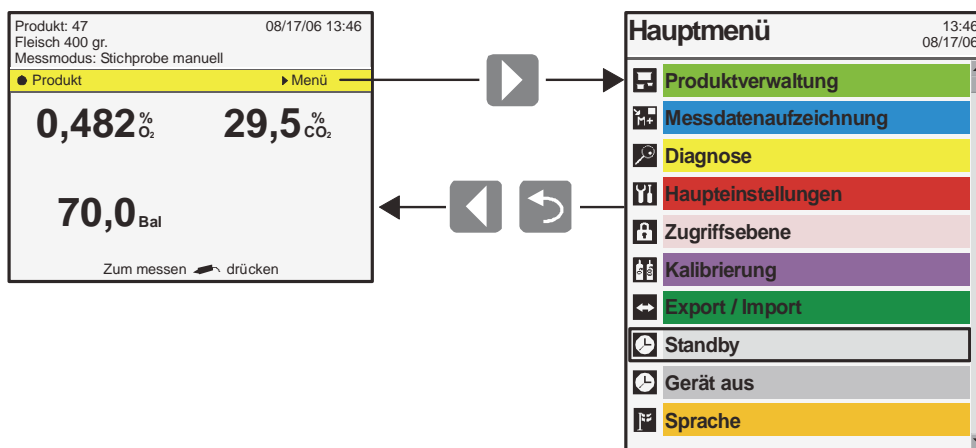 Produkt: 47 08/17/06 13:46
Fleisch 400 gr.
Messmodus: Stichprobe manuell
Produkt Menü
0,482 % O₂ 29,5 % CO₂
70,0 Bal
Zum messen drücken
Hauptmenü 13:46
08/17/06
Produktverwaltung
M+ Messdatenaufzeichnung
Diagnose
Haupteinstellungen
Zugriffsebene
Kalibrierung
Export / Import
Standby
Gerät aus
Sprache